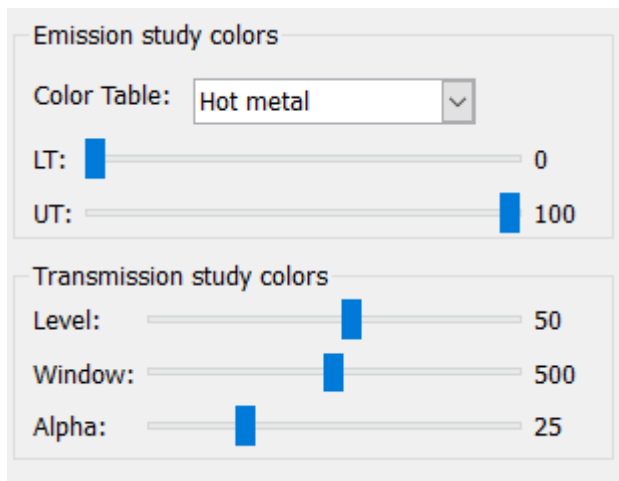 Emission study colors
Color Table: Hot metal
LT: 0
UT: 100
Transmission study colors
Level: 50
Window: 500
Alpha: 25